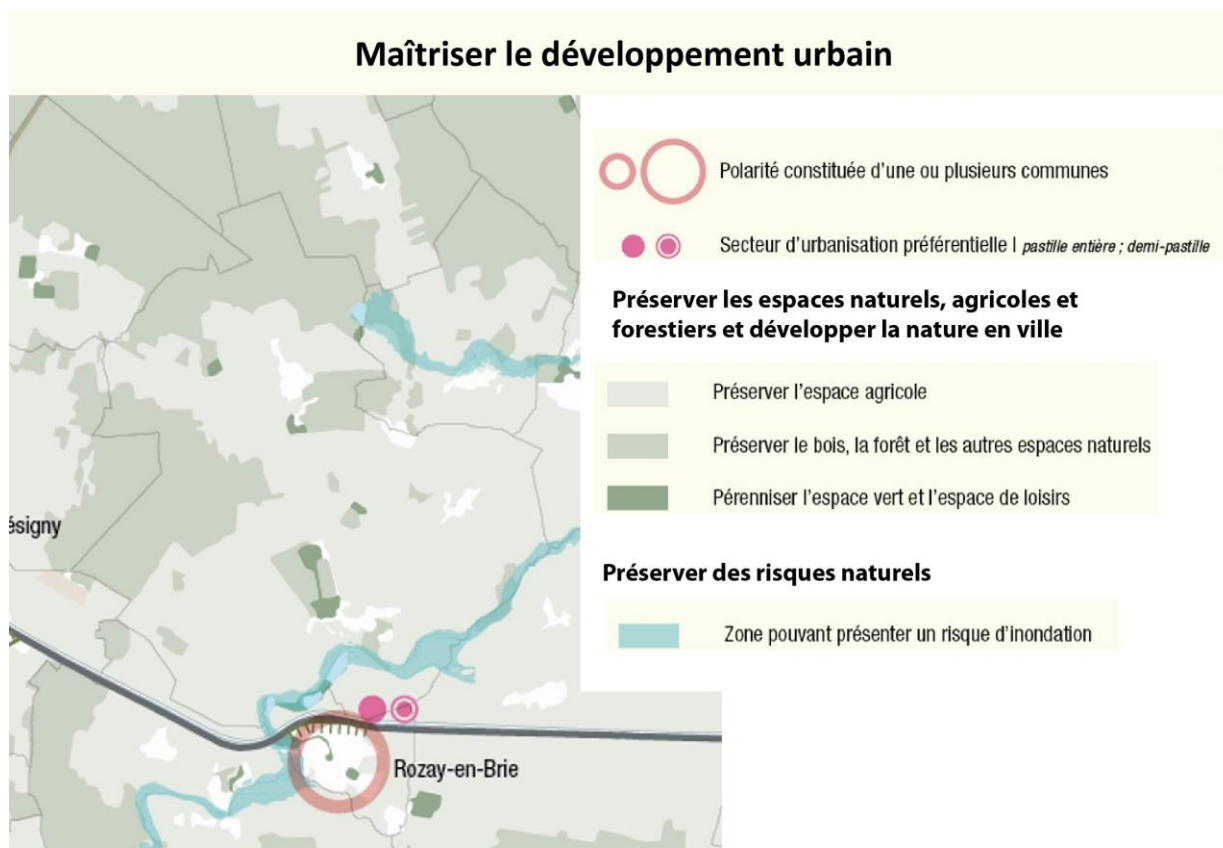 Maîtriser le développement urbain
Polarité constituée d'une ou plusieurs communes
Secteur d'urbanisation préférentielle | pastille entière ; demi-pastille
Préserver les espaces naturels, agricoles et
forestiers et développer la nature en ville
Préserver l'espace agricole
Préserver le bois, la forêt et les autres espaces naturels
Pérenniser l'espace vert et l'espace de loisirs
ésigny
Préserver des risques naturels
Zone pouvant présenter un risque d'inondation
Rozay-en-Brie